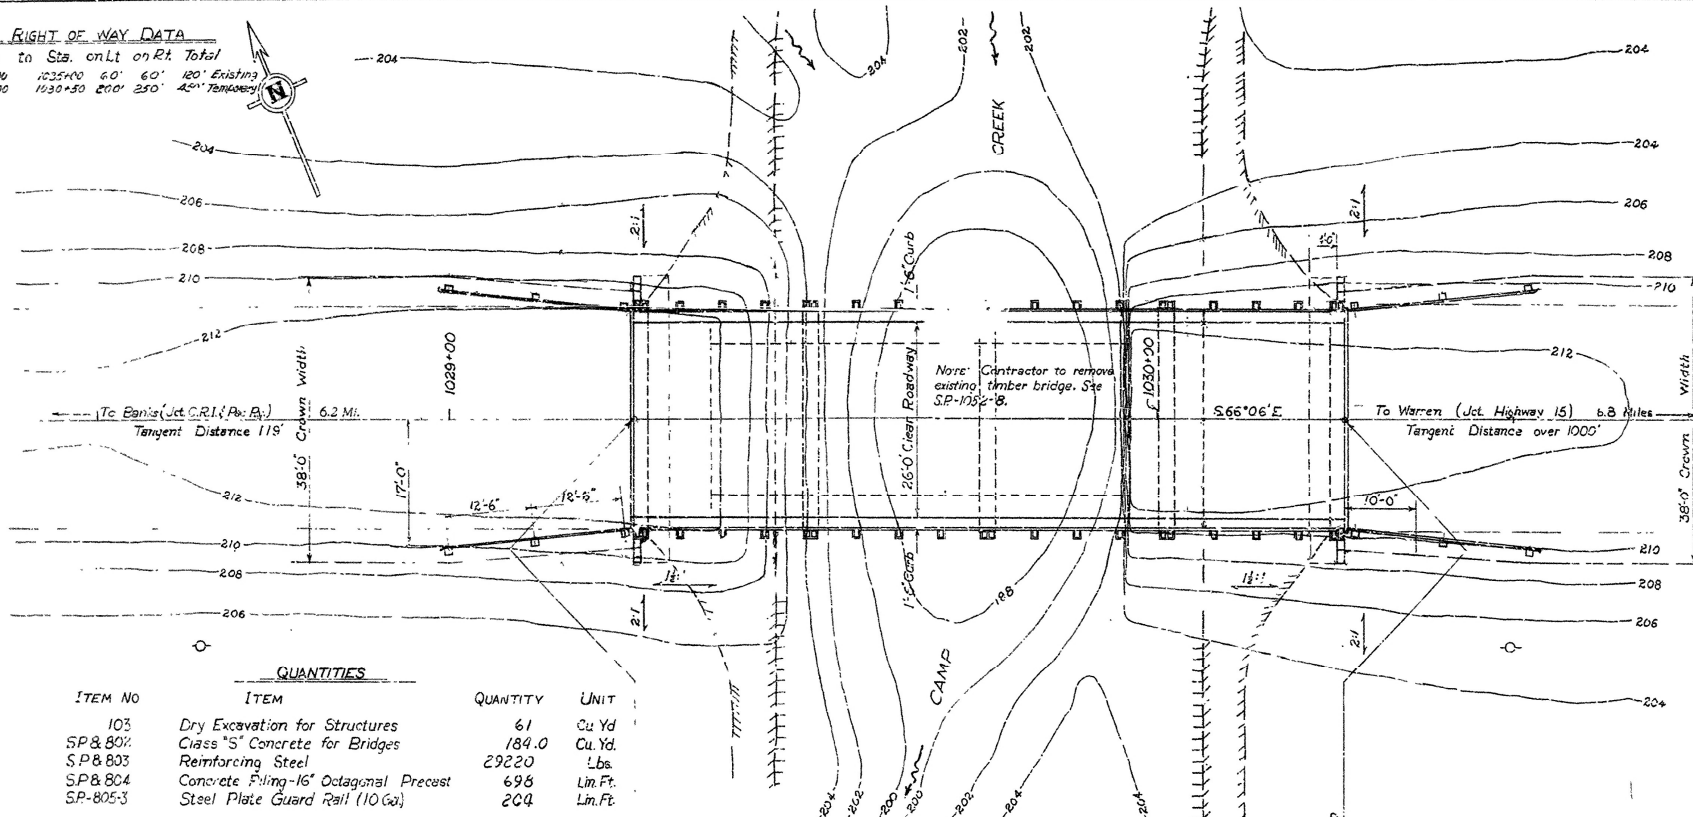 RIGHT OF WAY DATA
to Sta. on Lt on Rt. Total
1035+00 60' 60' 120' Existing
1030+50 200' 250' 450' Temporary
N
204
204
202
202
204
CREEK
204
204
206
206
2:1
2:1
208
208
210
210
1'-6" Curb
212
212
1029+00
1030+00
38'-0" Crown Width
26'-0" Clear Roadway
Note: Contractor to remove
existing timber bridge. See
S.P.-1052-8.
To Banks (Jct. C.R.I. & Pac. Ry.) 6.2 Mi.
Tangent Distance 119'
S66°06'E
To Warren (Jct. Highway 15) 6.8 Miles
Tangent Distance over 1000'
38'-0" Crown Width
17'-0"
212
12'-6"
12'-6"
10'-0"
210
210
208
208
1½:1
1½:1
1'-6" Curb
188
206
206
2:1
2:1
CAMP
204
QUANTITIES
ITEM NO ITEM QUANTITY UNIT
103 Dry Excavation for Structures 61 Cu Yd
S.P.& 802 Class "S" Concrete for Bridges 184.0 Cu. Yd.
S.P.& 803 Reinforcing Steel 29220 Lbs.
S.P.& 804 Concrete Piling-16" Octagonal Precast 698 Lin. Ft.
S.P.-805-3 Steel Plate Guard Rail (10 Ga) 204 Lin. Ft.
204
202
200
200
202
204
204